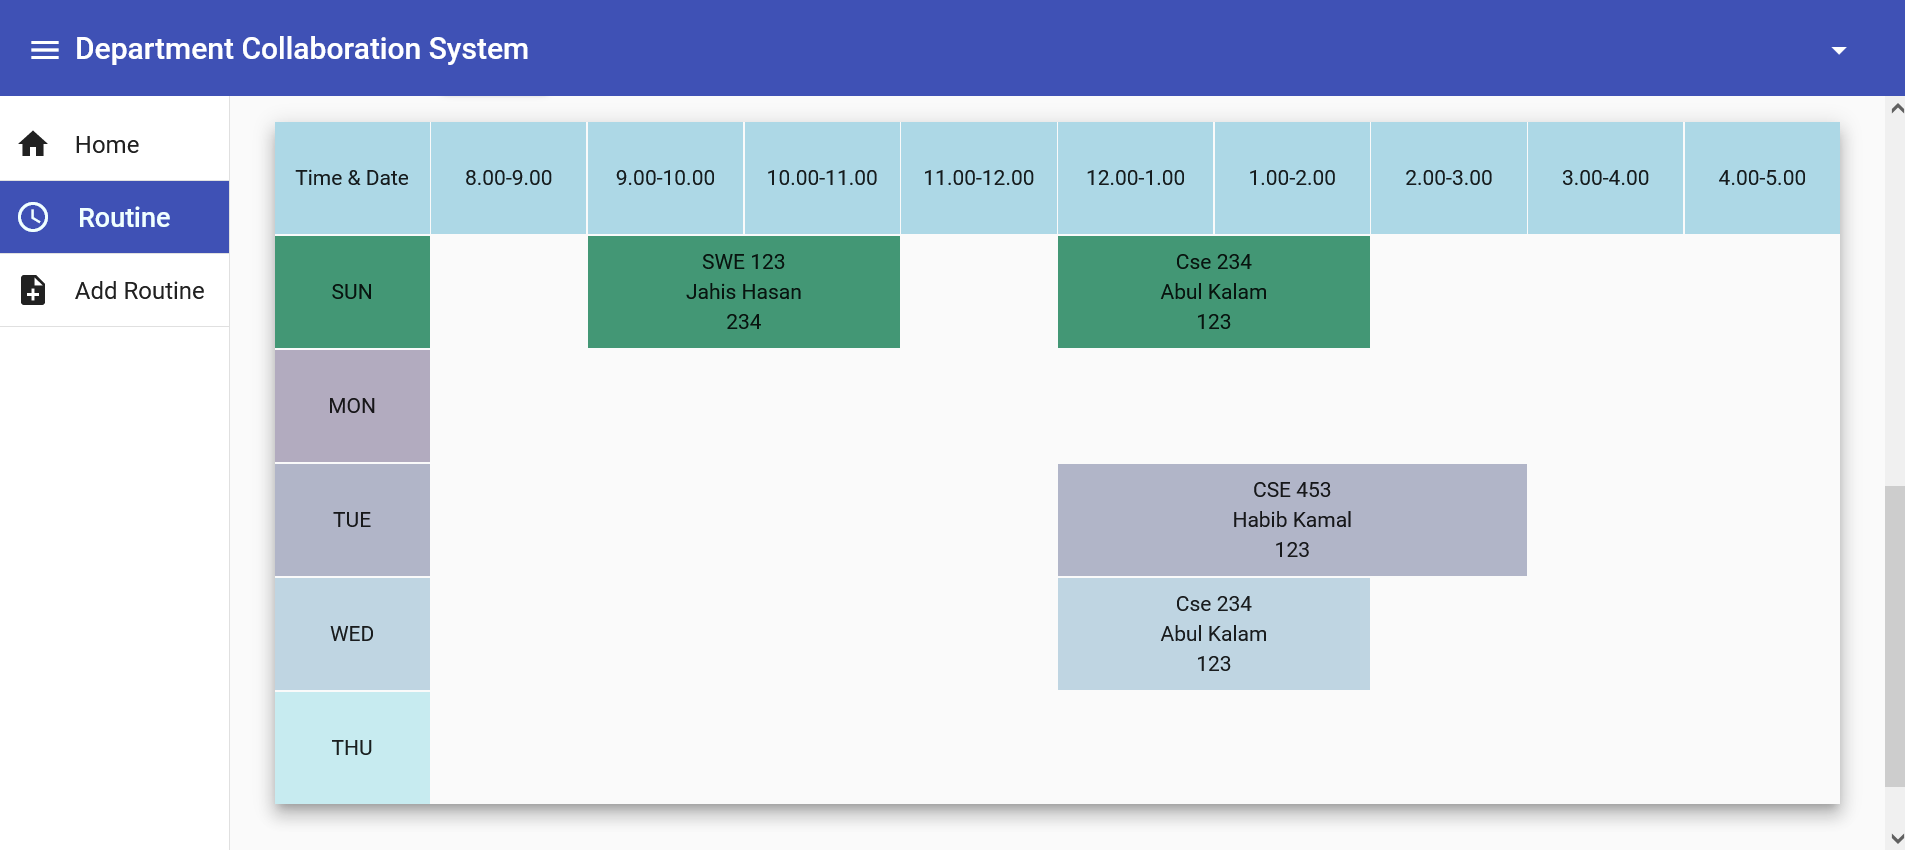 Department Collaboration System
Home
Routine
Add Routine
Time & Date 8.00-9.00 9.00-10.00 10.00-11.00 11.00-12.00 12.00-1.00 1.00-2.00 2.00-3.00 3.00-4.00 4.00-5.00
SUN
SWE 123
Jahis Hasan
234
Cse 234
Abul Kalam
123
MON
TUE
CSE 453
Habib Kamal
123
WED
Cse 234
Abul Kalam
123
THU